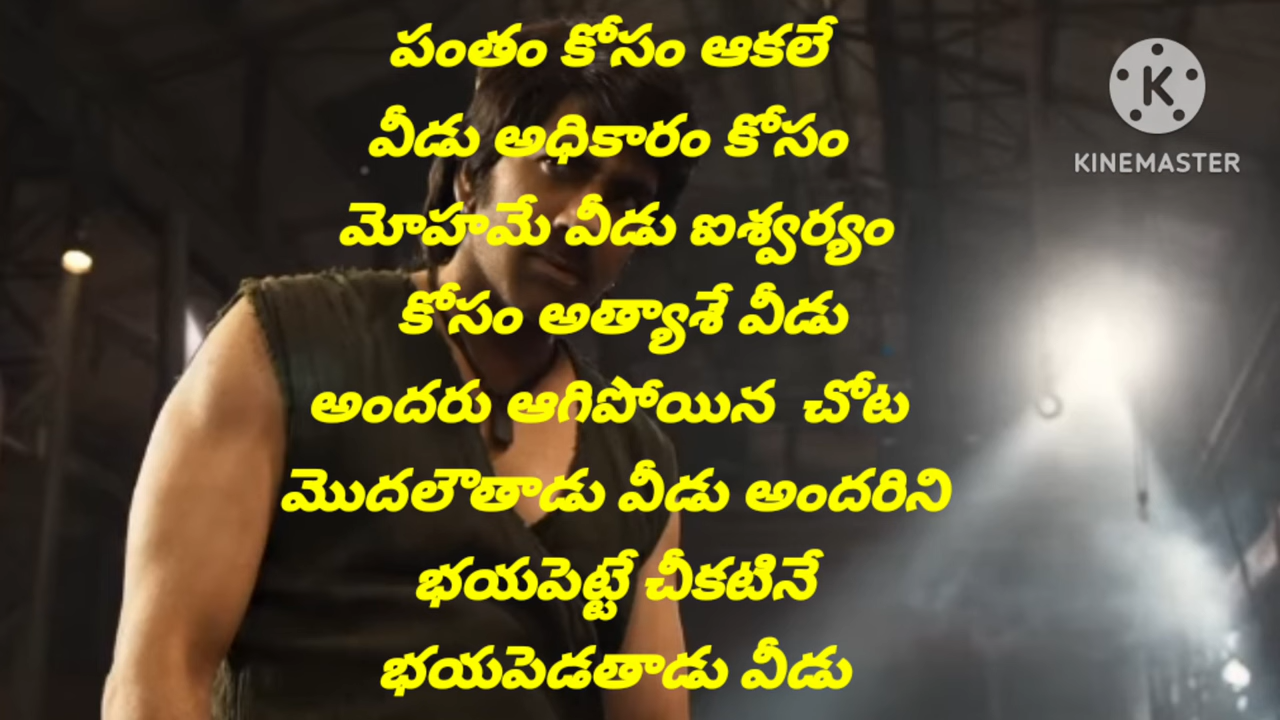 పంతం కోసం ఆకలే
వీడు అధికారం కోసం
మోహమే వీడు ఐశ్వర్యం
కోసం అత్యాశే వీడు
అందరు ఆగిపోయిన చోట
మొదలౌతాడు వీడు అందరిని
భయపెట్టే చీకటినే
భయపెడతాడు వీడు
K
KINEMASTER